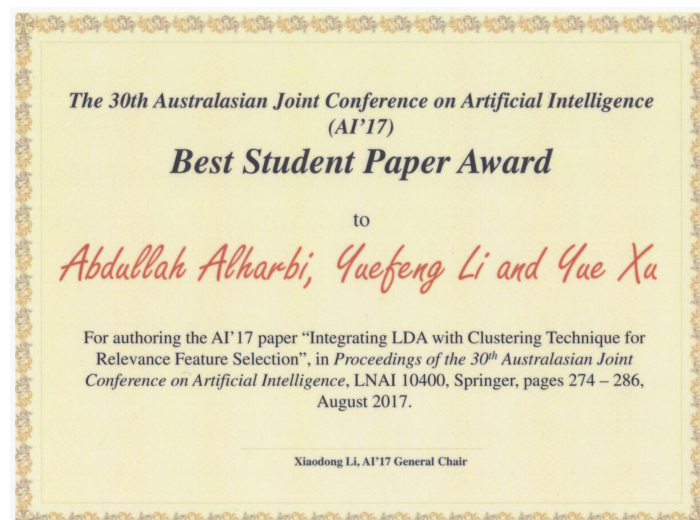 The 30th Australasian Joint Conference on Artificial Intelligence
(AI’17)
Best Student Paper Award
to
Abdullah Alharbi, Yuefeng Li and Yue Xu
For authoring the AI’17 paper “Integrating LDA with Clustering Technique for
Relevance Feature Selection”, in Proceedings of the 30th Australasian Joint
Conference on Artificial Intelligence, LNAI 10400, Springer, pages 274 – 286,
August 2017.
Xiaodong Li, AI’17 General Chair